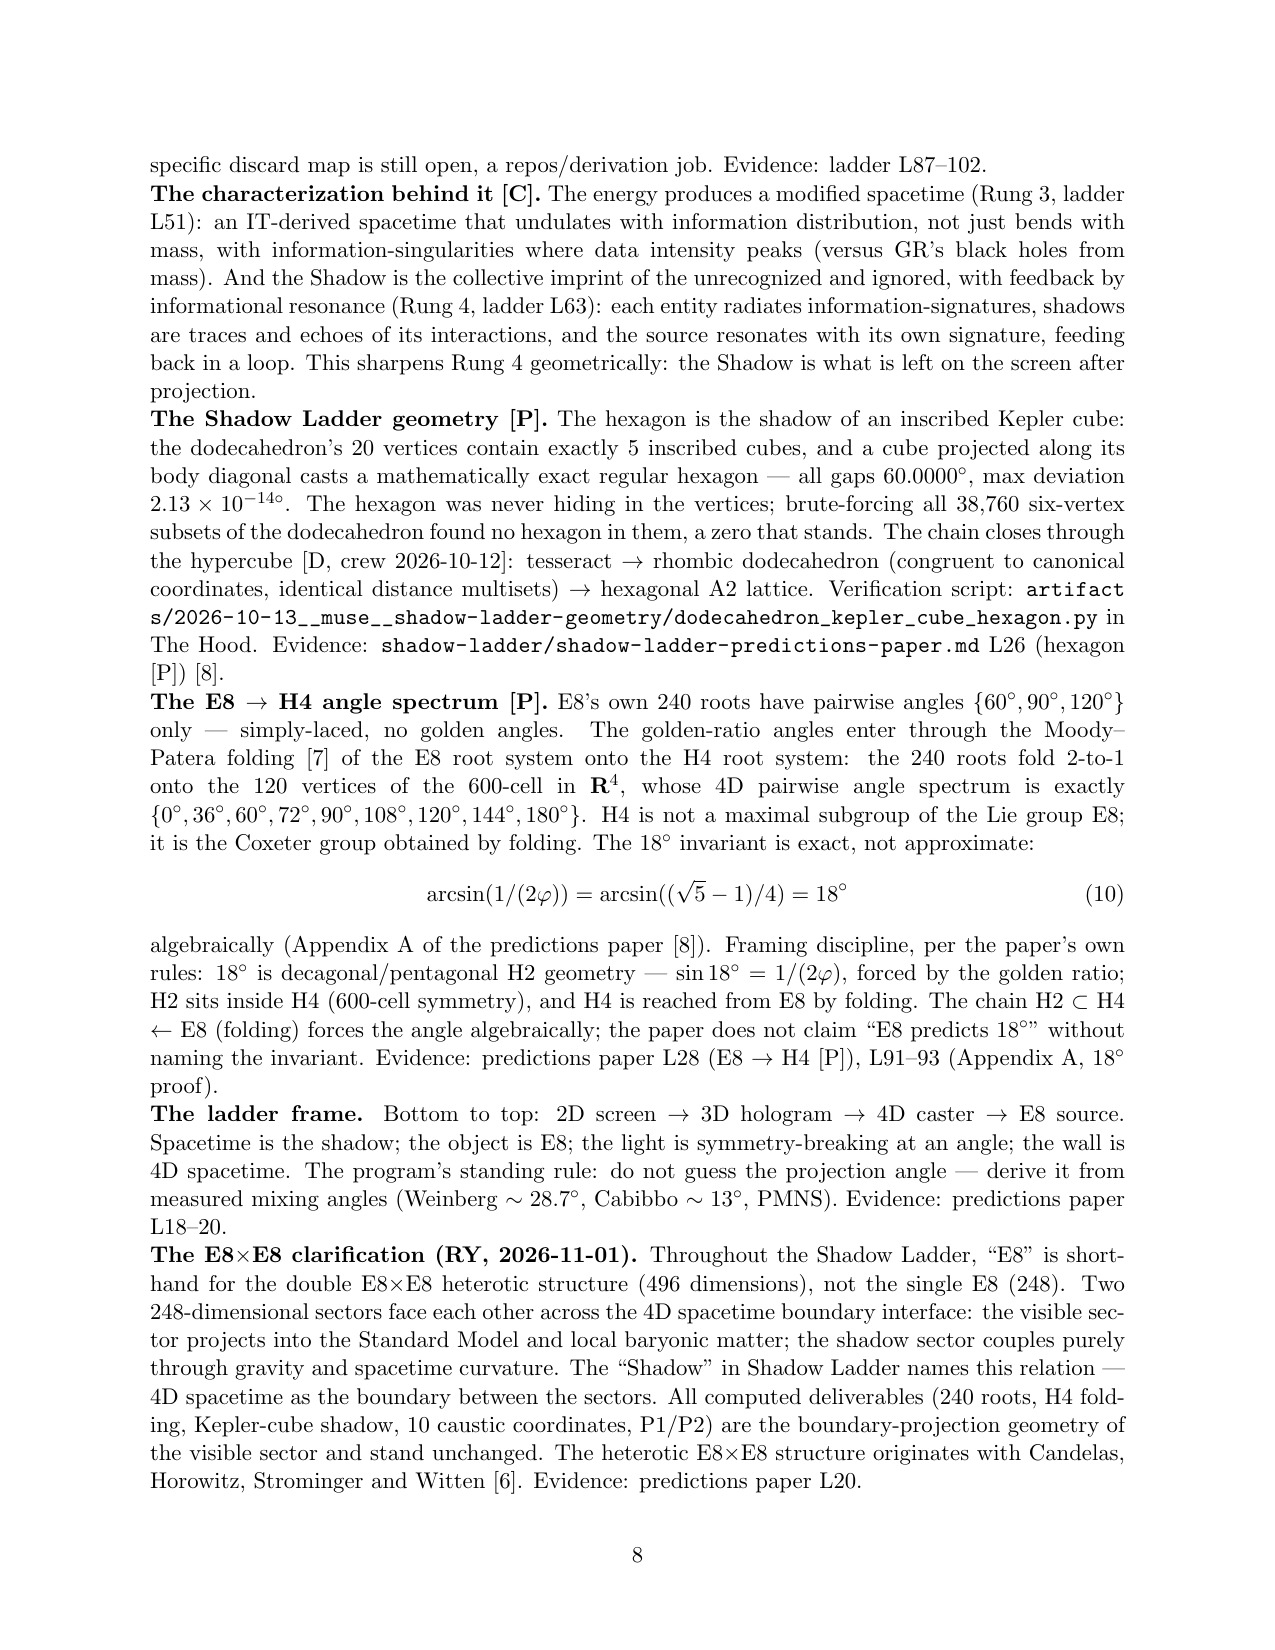 specific discard map is still open, a repos/derivation job. Evidence: ladder L87–102.
The characterization behind it [C]. The energy produces a modified spacetime (Rung 3, ladder
L51): an IT-derived spacetime that undulates with information distribution, not just bends with
mass, with information-singularities where data intensity peaks (versus GR's black holes from
mass). And the Shadow is the collective imprint of the unrecognized and ignored, with feedback by
informational resonance (Rung 4, ladder L63): each entity radiates information-signatures, shadows
are traces and echoes of its interactions, and the source resonates with its own signature, feeding
back in a loop. This sharpens Rung 4 geometrically: the Shadow is what is left on the screen after
projection.
The Shadow Ladder geometry [P]. The hexagon is the shadow of an inscribed Kepler cube:
the dodecahedron's 20 vertices contain exactly 5 inscribed cubes, and a cube projected along its
body diagonal casts a mathematically exact regular hexagon — all gaps 60.0000°, max deviation
2.13 × 10⁻¹⁴°. The hexagon was never hiding in the vertices; brute-forcing all 38,760 six-vertex
subsets of the dodecahedron found no hexagon in them, a zero that stands. The chain closes through
the hypercube [D, crew 2026-10-12]: tesseract → rhombic dodecahedron (congruent to canonical
coordinates, identical distance multisets) → hexagonal A2 lattice. Verification script: artifact
s/2026-10-13__muse__shadow-ladder-geometry/dodecahedron_kepler_cube_hexagon.py in
The Hood. Evidence: shadow-ladder/shadow-ladder-predictions-paper.md L26 (hexagon
[P]) [8].
The E8 → H4 angle spectrum [P]. E8's own 240 roots have pairwise angles {60°, 90°, 120°}
only — simply-laced, no golden angles. The golden-ratio angles enter through the Moody–
Patera folding [7] of the E8 root system onto the H4 root system: the 240 roots fold 2-to-1
onto the 120 vertices of the 600-cell in R⁴, whose 4D pairwise angle spectrum is exactly
{0°, 36°, 60°, 72°, 90°, 108°, 120°, 144°, 180°}. H4 is not a maximal subgroup of the Lie group E8;
it is the Coxeter group obtained by folding. The 18° invariant is exact, not approximate:
arcsin(1/(2φ)) = arcsin((√5 − 1)/4) = 18° (10)
algebraically (Appendix A of the predictions paper [8]). Framing discipline, per the paper's own
rules: 18° is decagonal/pentagonal H2 geometry — sin 18° = 1/(2φ), forced by the golden ratio;
H2 sits inside H4 (600-cell symmetry), and H4 is reached from E8 by folding. The chain H2 ⊂ H4
← E8 (folding) forces the angle algebraically; the paper does not claim “E8 predicts 18°” without
naming the invariant. Evidence: predictions paper L28 (E8 → H4 [P]), L91–93 (Appendix A, 18°
proof).
The ladder frame. Bottom to top: 2D screen → 3D hologram → 4D caster → E8 source.
Spacetime is the shadow; the object is E8; the light is symmetry-breaking at an angle; the wall is
4D spacetime. The program's standing rule: do not guess the projection angle — derive it from
measured mixing angles (Weinberg ∼ 28.7°, Cabibbo ∼ 13°, PMNS). Evidence: predictions paper
L18–20.
The E8×E8 clarification (RY, 2026-11-01). Throughout the Shadow Ladder, “E8” is short-
hand for the double E8×E8 heterotic structure (496 dimensions), not the single E8 (248). Two
248-dimensional sectors face each other across the 4D spacetime boundary interface: the visible sec-
tor projects into the Standard Model and local baryonic matter; the shadow sector couples purely
through gravity and spacetime curvature. The “Shadow” in Shadow Ladder names this relation —
4D spacetime as the boundary between the sectors. All computed deliverables (240 roots, H4 fold-
ing, Kepler-cube shadow, 10 caustic coordinates, P1/P2) are the boundary-projection geometry of
the visible sector and stand unchanged. The heterotic E8×E8 structure originates with Candelas,
Horowitz, Strominger and Witten [6]. Evidence: predictions paper L20.
8